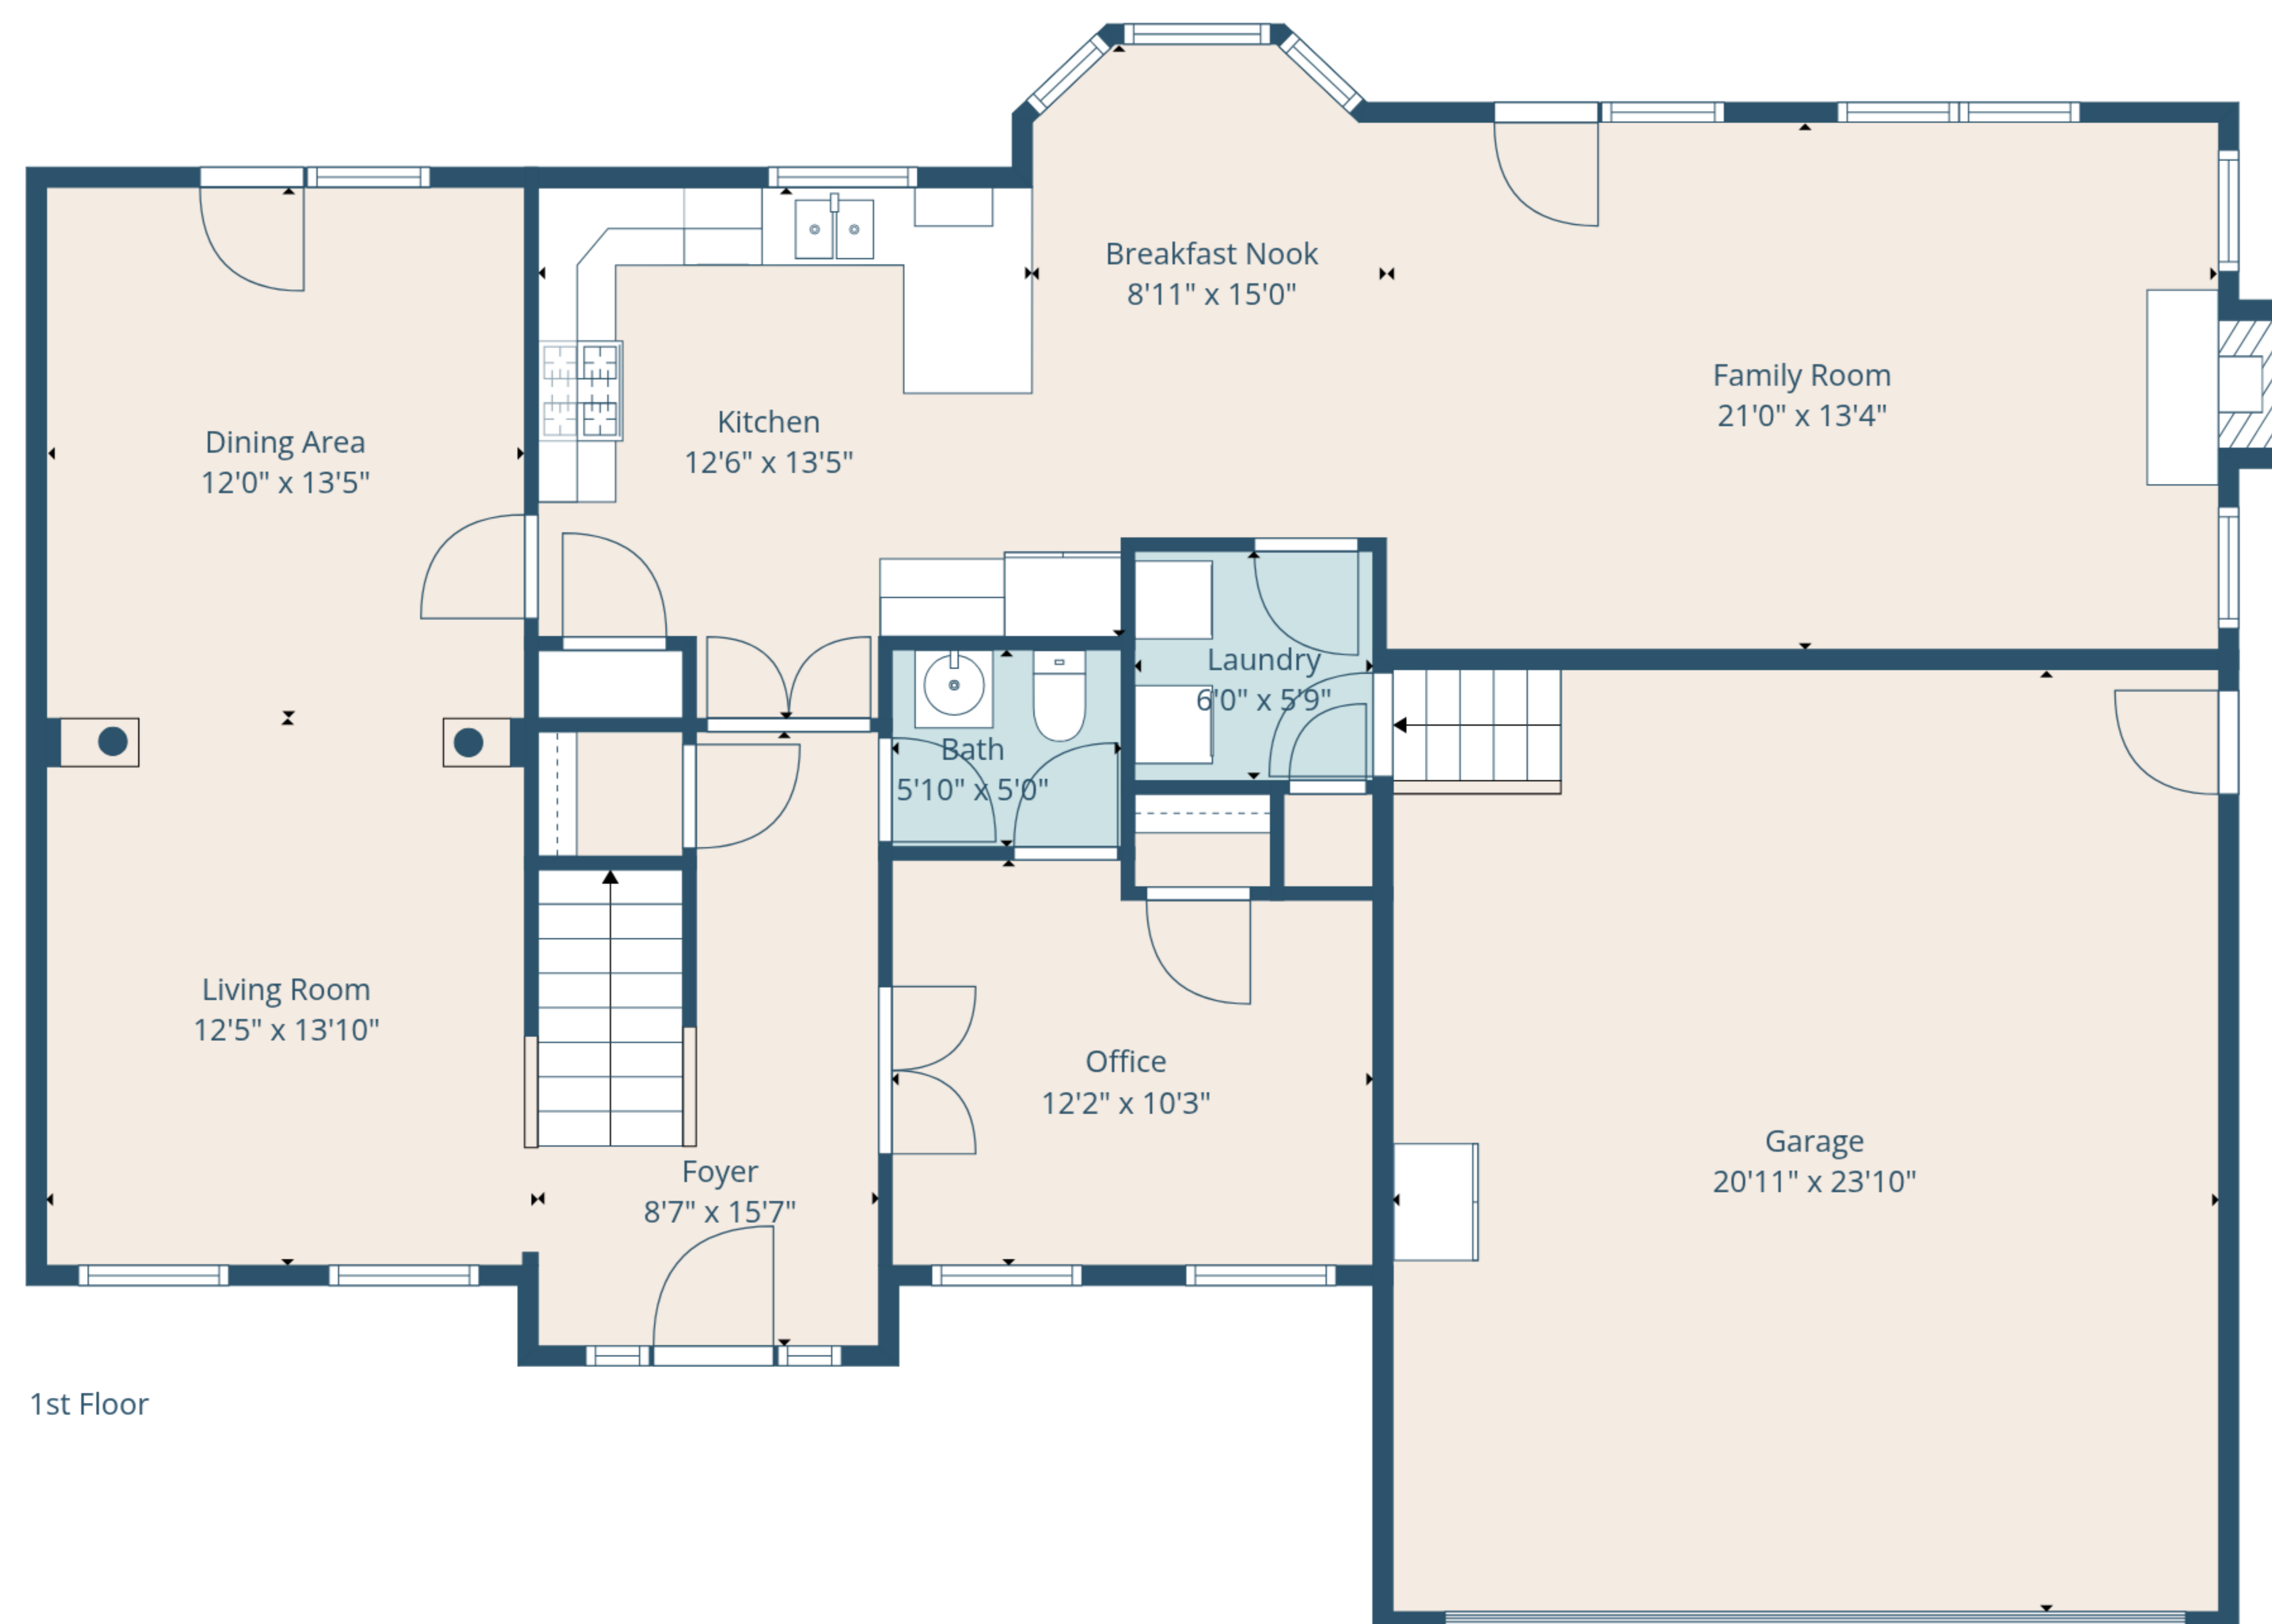 Breakfast Nook
8'11" x 15'0"
Family Room
21'0" x 13'4"
Kitchen
12'6" x 13'5"
Dining Area
12'0" x 13'5"
Laundry
6'0" x 5'9"
Bath
5'10" x 5'0"
Living Room
12'5" x 13'10"
Office
12'2" x 10'3"
Garage
20'11" x 23'10"
Foyer
8'7" x 15'7"
1st Floor